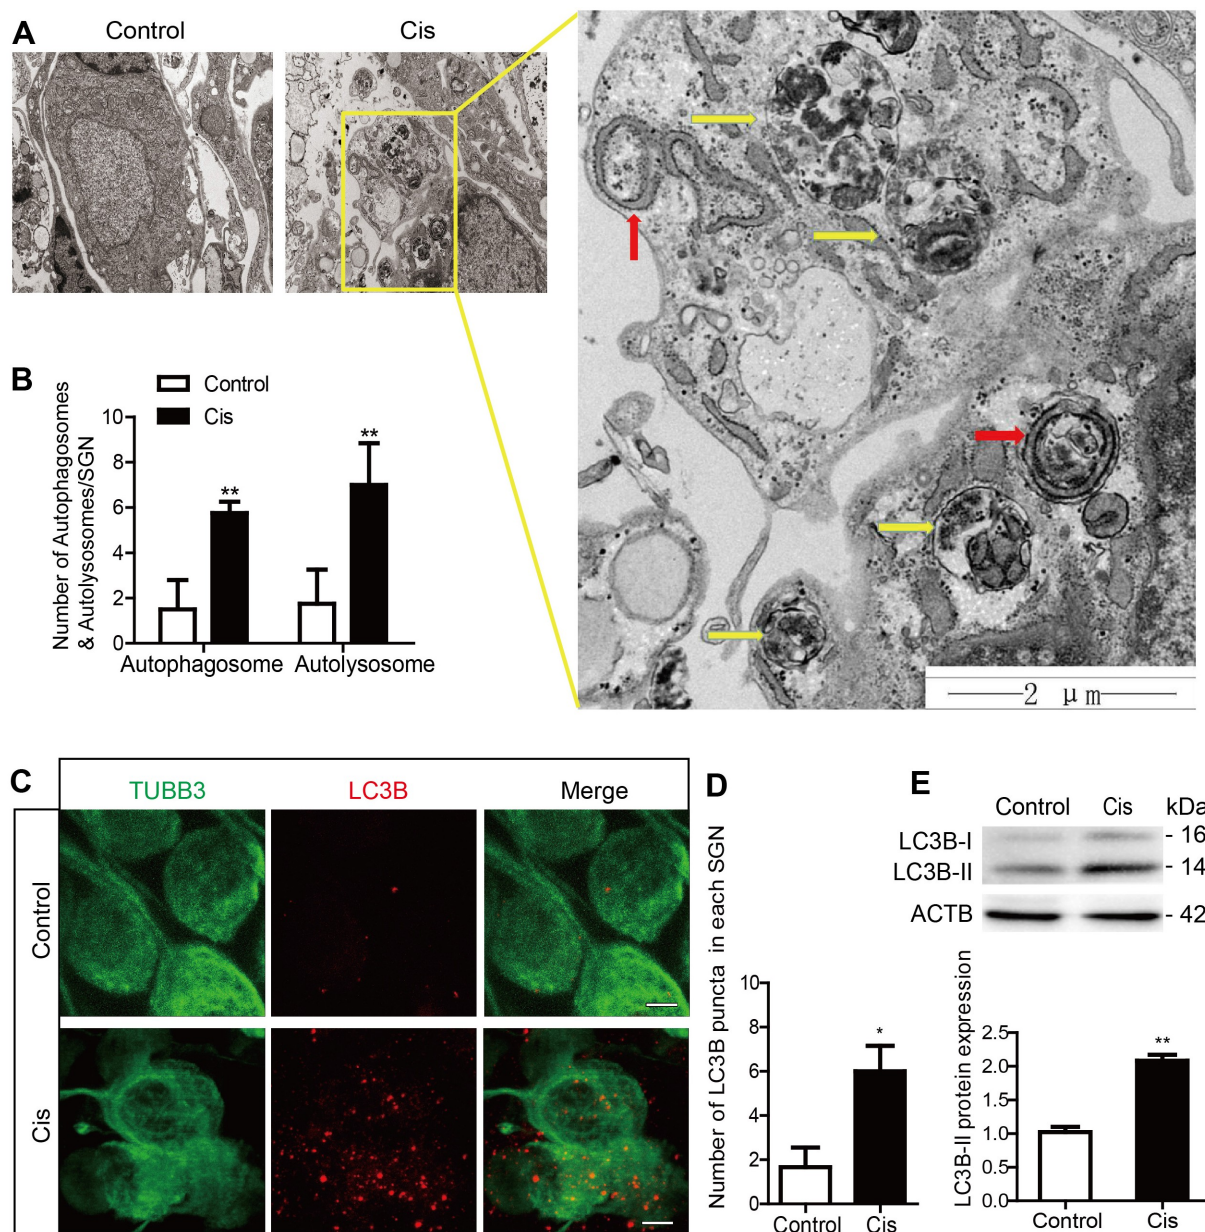 A
Control
Cis
2 μm
B
Control
Cis
Number of Autophagosomes
& Autolysosomes/SGN
10
8
6
4
2
0
**
**
Autophagosome
Autolysosome
C
TUBB3
LC3B
Merge
Control
Cis
D
Number of LC3B puncta in each SGN
10
8
6
4
2
0
*
Control
Cis
E
Control
Cis
kDa
LC3B-I
- 16
LC3B-II
- 14
ACTB
- 42
LC3B-II protein expression
2.5
2.0
1.5
1.0
0.5
0.0
**
Control
Cis